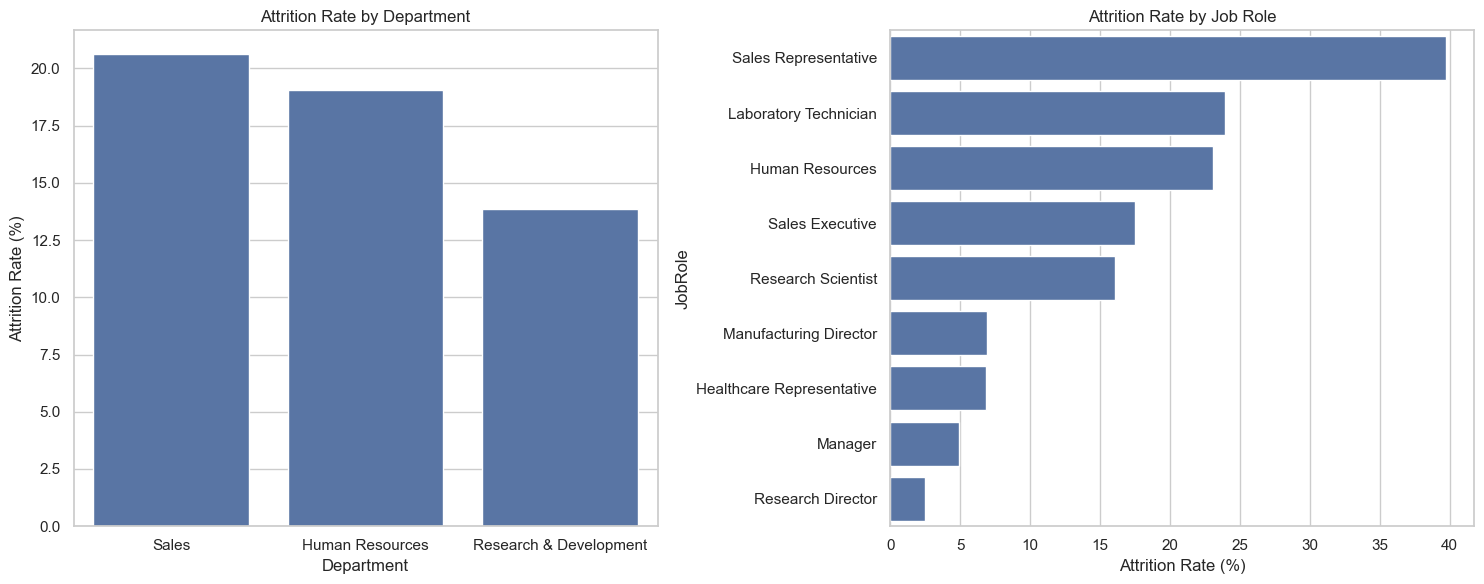 Attrition Rate by Department
Attrition Rate (%)
20.0
17.5
15.0
12.5
10.0
7.5
5.0
2.5
0.0
Sales
Human Resources
Research & Development
Department
Attrition Rate by Job Role
JobRole
Sales Representative
Laboratory Technician
Human Resources
Sales Executive
Research Scientist
Manufacturing Director
Healthcare Representative
Manager
Research Director
0 5 10 15 20 25 30 35 40
Attrition Rate (%)